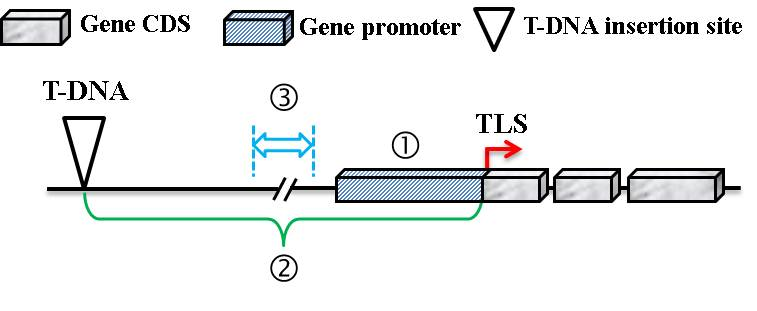 Gene CDS
Gene promoter
T-DNA insertion site
T-DNA
③
①
TLS
②